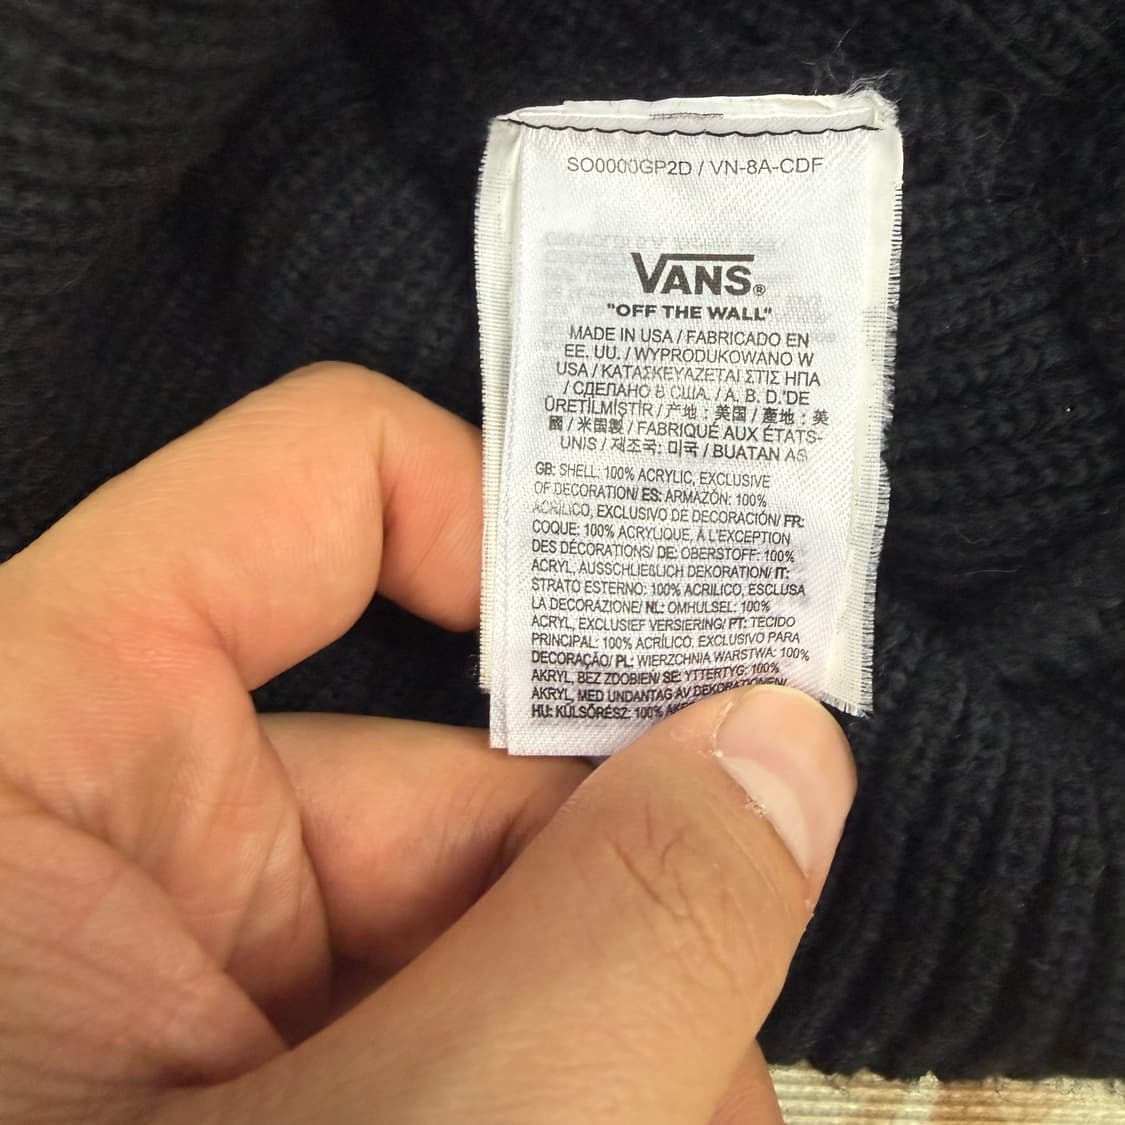 SO0000GP2D / VN-8A-CDF
VANS®
"OFF THE WALL"
MADE IN USA / FABRICADO EN
EE. UU. / WYPRODUKOWANO W
USA / ΚΑΤΑΣΚΕΥΑΖΕΤΑΙ ΣΤΙΣ ΗΠΑ
/ СДЕЛАНО В США. / A. B. D.'DE
ÜRETİLMİŞTİR / 产地 : 美国 / 產地 : 美
國 / 米国製 / FABRIQUÉ AUX ÉTATS-
UNIS / 제조국: 미국 / BUATAN AS
GB: SHELL: 100% ACRYLIC, EXCLUSIVE
OF DECORATION/ ES: ARMAZÓN: 100%
ACRÍLICO, EXCLUSIVO DE DECORACIÓN/ FR:
COQUE: 100% ACRYLIQUE, À L'EXCEPTION
DES DÉCORATIONS/ DE: OBERSTOFF: 100%
ACRYL, AUSSCHLIEßLICH DEKORATION/ IT:
STRATO ESTERNO: 100% ACRILICO, ESCLUSA
LA DECORAZIONE/ NL: OMHULSEL: 100%
ACRYL, EXCLUSIEF VERSIERING/ PT: TECIDO
PRINCIPAL: 100% ACRÍLICO, EXCLUSIVO PARA
DECORAÇÃO/ PL: WIERZCHNIA WARSTWA: 100%
AKRYL, BEZ ZDOBIEŃ/ SE: YTTERTYG: 100%
AKRYL, MED UNDANTAG AV DEKORATIONEN/
HU: KÜLSŐRÉSZ: 100%